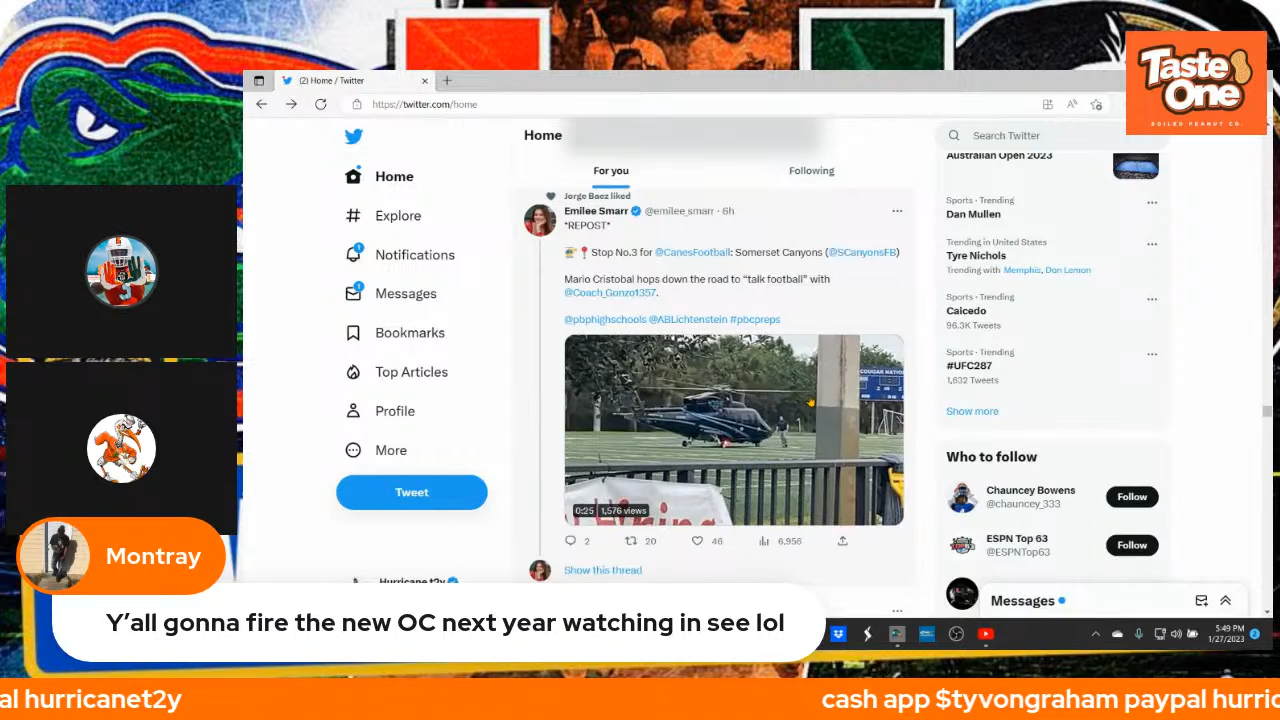 (2) Home / Twitter
https://twitter.com/home
Taste
One
BOILED PEANUT CO.
Home
Explore
Notifications
1
Messages
1
Bookmarks
Top Articles
Profile
More
Tweet
Hurricane t2y
Home
For you
Following
Jorge Baez liked
Emilee Smarr @emilee_smarr · 6h
*REPOST*
Stop No.3 for @CanesFootball: Somerset Canyons (@SCanyonsFB)
Mario Cristobal hops down the road to “talk football” with
@Coach_Gonzo1357.
@pbphighschools @ABLichtenstein #pbcpreps
COUGAR NATION
0:25 1,576 views
2 20 46 6,956
Show this thread
Search Twitter
Australian Open 2023
Sports · Trending
Dan Mullen
Trending in United States
Tyre Nichols
Trending with Memphis, Don Lemon
Sports · Trending
Caicedo
96.3K Tweets
Sports · Trending
#UFC287
1,632 Tweets
Show more
Who to follow
Chauncey Bowens
@chauncey_333
Follow
ESPN Top 63
@ESPNTop63
Follow
Messages
5:49 PM
1/27/2023
2
Montray
Y’all gonna fire the new OC next year watching in see lol
al hurricanet2y
cash app $tyvongraham paypal hurric